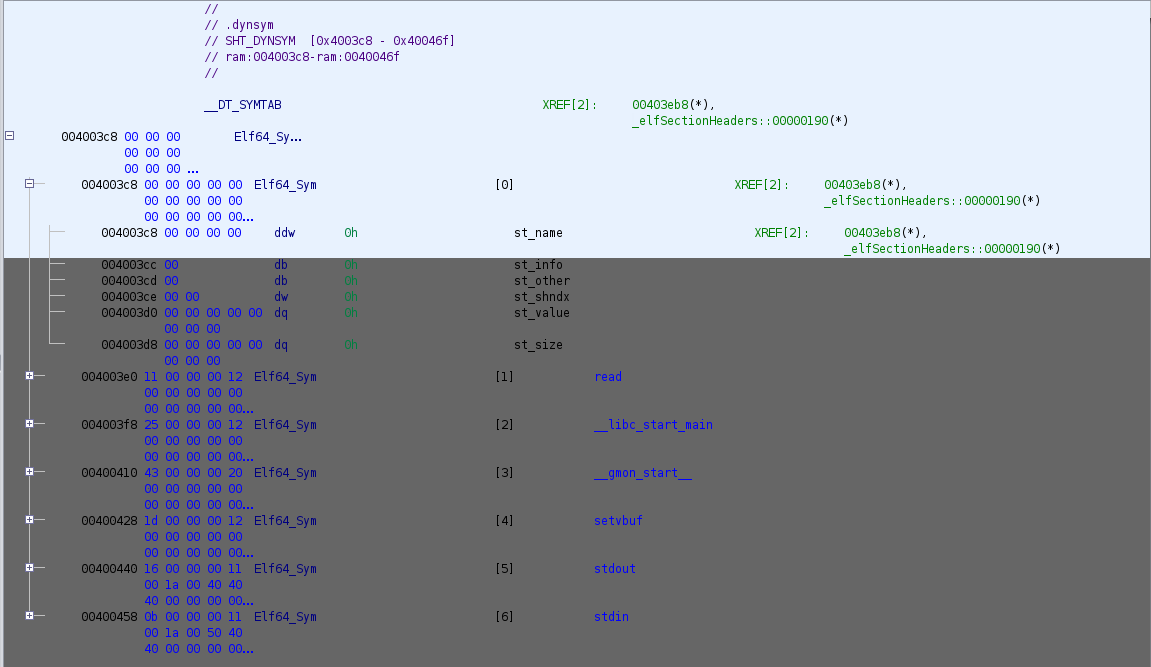 //
// .dynsym
// SHT_DYNSYM  [0x4003c8 - 0x40046f]
// ram:004003c8-ram:0040046f
//
__DT_SYMTAB XREF[2]: 00403eb8(*),
_elfSectionHeaders::00000190(*)
004003c8 00 00 00 Elf64_Sy...
00 00 00
00 00 00 ...
004003c8 00 00 00 00 00 Elf64_Sym [0] XREF[2]: 00403eb8(*),
00 00 00 00 00 _elfSectionHeaders::00000190(*)
00 00 00 00 00...
004003c8 00 00 00 00 ddw 0h st_name XREF[2]: 00403eb8(*),
_elfSectionHeaders::00000190(*)
004003cc 00 db 0h st_info
004003cd 00 db 0h st_other
004003ce 00 00 dw 0h st_shndx
004003d0 00 00 00 00 00 dq 0h st_value
00 00 00
004003d8 00 00 00 00 00 dq 0h st_size
00 00 00
004003e0 11 00 00 00 12 Elf64_Sym [1] read
00 00 00 00 00
00 00 00 00 00...
004003f8 25 00 00 00 12 Elf64_Sym [2] __libc_start_main
00 00 00 00 00
00 00 00 00 00...
00400410 43 00 00 00 20 Elf64_Sym [3] __gmon_start__
00 00 00 00 00
00 00 00 00 00...
00400428 1d 00 00 00 12 Elf64_Sym [4] setvbuf
00 00 00 00 00
00 00 00 00 00...
00400440 16 00 00 00 11 Elf64_Sym [5] stdout
00 1a 00 40 40
40 00 00 00 00...
00400458 0b 00 00 00 11 Elf64_Sym [6] stdin
00 1a 00 50 40
40 00 00 00 00...